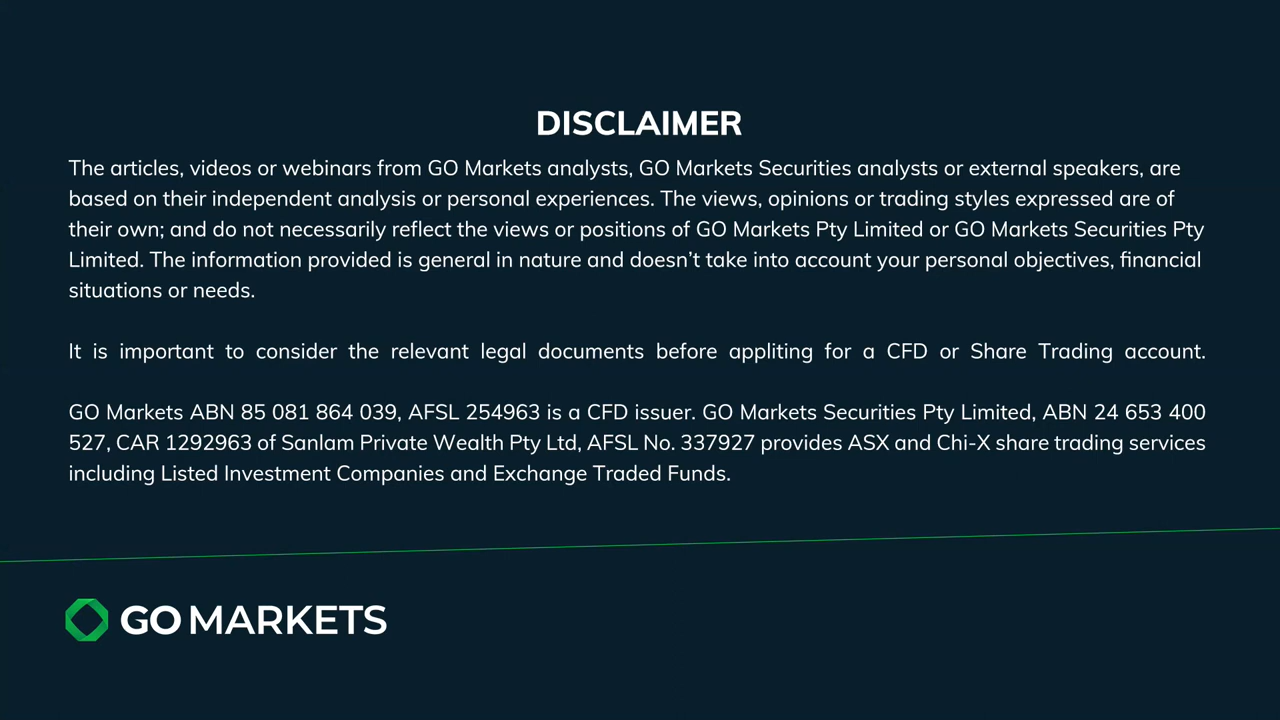 DISCLAIMER
The articles, videos or webinars from GO Markets analysts, GO Markets Securities analysts or external speakers, are
based on their independent analysis or personal experiences. The views, opinions or trading styles expressed are of
their own; and do not necessarily reflect the views or positions of GO Markets Pty Limited or GO Markets Securities Pty
Limited. The information provided is general in nature and doesn’t take into account your personal objectives, financial
situations or needs.
It is important to consider the relevant legal documents before appliting for a CFD or Share Trading account.
GO Markets ABN 85 081 864 039, AFSL 254963 is a CFD issuer. GO Markets Securities Pty Limited, ABN 24 653 400
527, CAR 1292963 of Sanlam Private Wealth Pty Ltd, AFSL No. 337927 provides ASX and Chi-X share trading services
including Listed Investment Companies and Exchange Traded Funds.
GO MARKETS